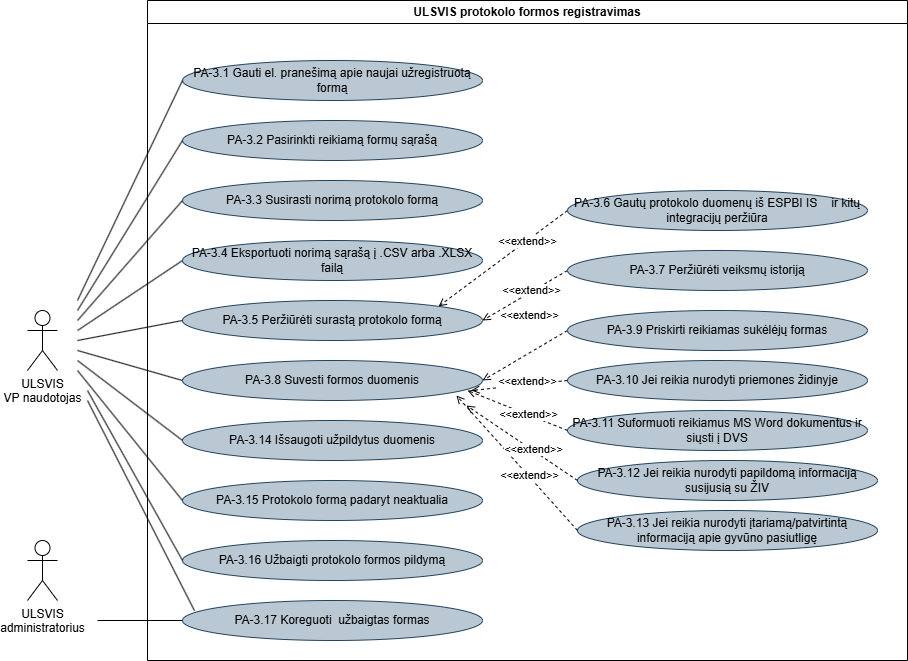 ULSVIS protokolo formos registravimas
PA-3.1 Gauti el. pranešimą apie naujai užregistruotą
formą
PA-3.2 Pasirinkti reikiamą formų sąrašą
PA-3.3 Susirasti norimą protokolo formą
PA-3.4 Eksportuoti norimą sąrašą į .CSV arba .XLSX
failą
PA-3.5 Peržiūrėti surastą protokolo formą
PA-3.8 Suvesti formos duomenis
PA-3.14 Išsaugoti užpildytus duomenis
PA-3.15 Protokolo formą padaryt neaktualia
PA-3.16 Užbaigti protokolo formos pildymą
PA-3.17 Koreguoti užbaigtas formas
PA-3.6 Gautų protokolo duomenų iš ESPBI IS ir kitų
integracijų peržiūra
PA-3.7 Peržiūrėti veiksmų istoriją
PA-3.9 Priskirti reikiamas sukėlėjų formas
PA-3.10 Jei reikia nurodyti priemones židinyje
PA-3.11 Suformuoti reikiamus MS Word dokumentus ir
siųsti į DVS
PA-3.12 Jei reikia nurodyti papildomą informaciją
susijusią su ŽIV
PA-3.13 Jei reikia nurodyti įtariamą/patvirtintą
informaciją apie gyvūno pasiutligę
<<extend>>
<<extend>>
<<extend>>
<<extend>>
<<extend>>
<<extend>>
<<extend>>
ULSVIS
VP naudotojas
ULSVIS
administratorius